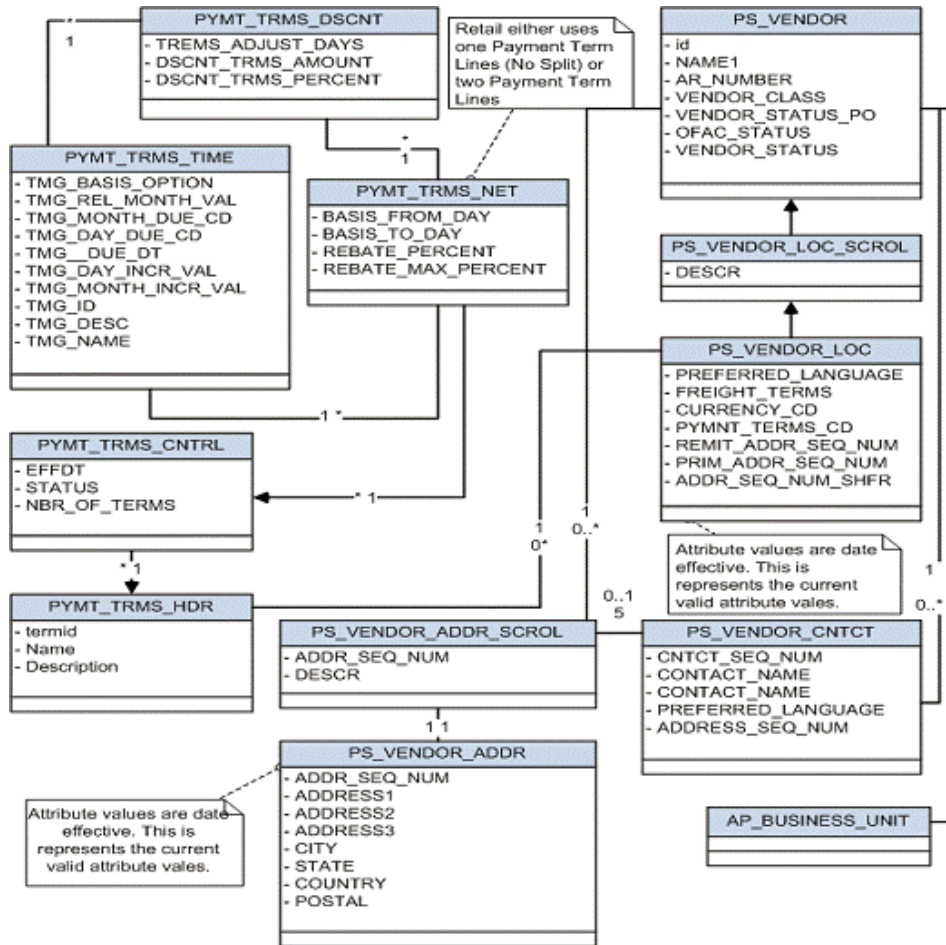 PYMT_TRMS_DSCNT
- TREMS_ADJUST_DAYS
- DSCNT_TRMS_AMOUNT
- DSCNT_TRMS_PERCENT
*
1
Retail either uses
one Payment Term
Lines (No Split) or
two Payment Term
Lines
PS_VENDOR
- id
- NAME1
- AR_NUMBER
- VENDOR_CLASS
- VENDOR_STATUS_PO
- OFAC_STATUS
- VENDOR_STATUS
*
1
PYMT_TRMS_TIME
- TMG_BASIS_OPTION
- TMG_REL_MONTH_VAL
- TMG_MONTH_DUE_CD
- TMG_DAY_DUE_CD
- TMG__DUE_DT
- TMG_DAY_INCR_VAL
- TMG_MONTH_INCR_VAL
- TMG_ID
- TMG_DESC
- TMG_NAME
PYMT_TRMS_NET
- BASIS_FROM_DAY
- BASIS_TO_DAY
- REBATE_PERCENT
- REBATE_MAX_PERCENT
PS_VENDOR_LOC_SCROL
- DESCR
PS_VENDOR_LOC
- PREFERRED_LANGUAGE
- FREIGHT_TERMS
- CURRENCY_CD
- PYMNT_TERMS_CD
- REMIT_ADDR_SEQ_NUM
- PRIM_ADDR_SEQ_NUM
- ADDR_SEQ_NUM_SHFR
1 *
PYMT_TRMS_CNTRL
- EFFDT
- STATUS
- NBR_OF_TERMS
* 1
1
0*
1
0..*
Attribute values are date
effective. This is
represents the current
valid attribute vales.
1
0..*
* 1
PYMT_TRMS_HDR
- termid
- Name
- Description
0..1
5
PS_VENDOR_ADDR_SCROL
- ADDR_SEQ_NUM
- DESCR
PS_VENDOR_CNTCT
- CNTCT_SEQ_NUM
- CONTACT_NAME
- CONTACT_NAME
- PREFERRED_LANGUAGE
- ADDRESS_SEQ_NUM
1 1
PS_VENDOR_ADDR
- ADDR_SEQ_NUM
- ADDRESS1
- ADDRESS2
- ADDRESS3
- CITY
- STATE
- COUNTRY
- POSTAL
Attribute values are date
effective. This is
represents the current
valid attribute vales.
AP_BUSINESS_UNIT